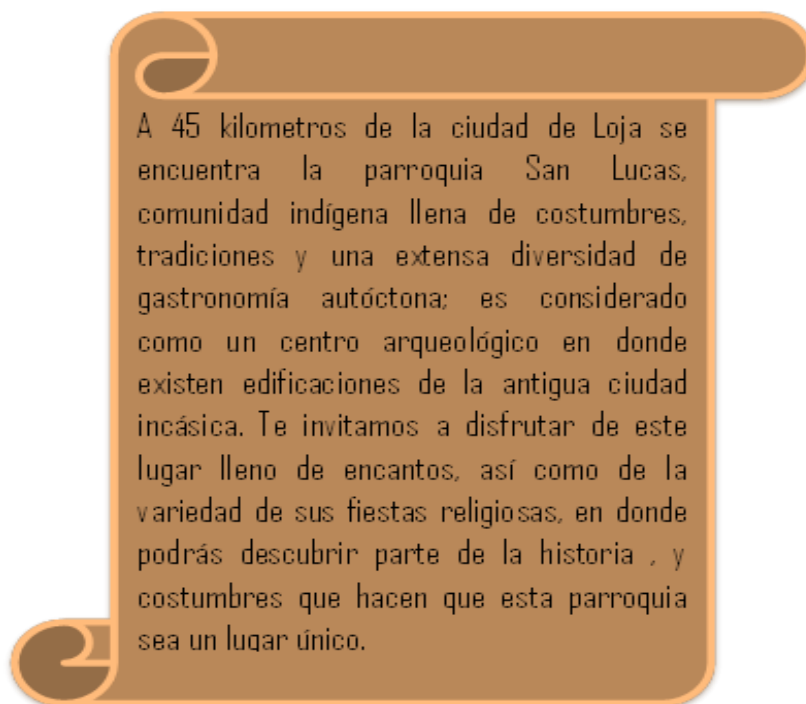 A 45 kilometros de la ciudad de Loja se
encuentra la parroquia San Lucas,
comunidad indígena llena de costumbres,
tradiciones y una extensa diversidad de
gastronomía autóctona; es considerado
como un centro arqueológico en donde
existen edificaciones de la antigua ciudad
incásica. Te invitamos a disfrutar de este
lugar lleno de encantos, así como de la
variedad de sus fiestas religiosas, en donde
podrás descubrir parte de la historia , y
costumbres que hacen que esta parroquia
sea un lugar único.